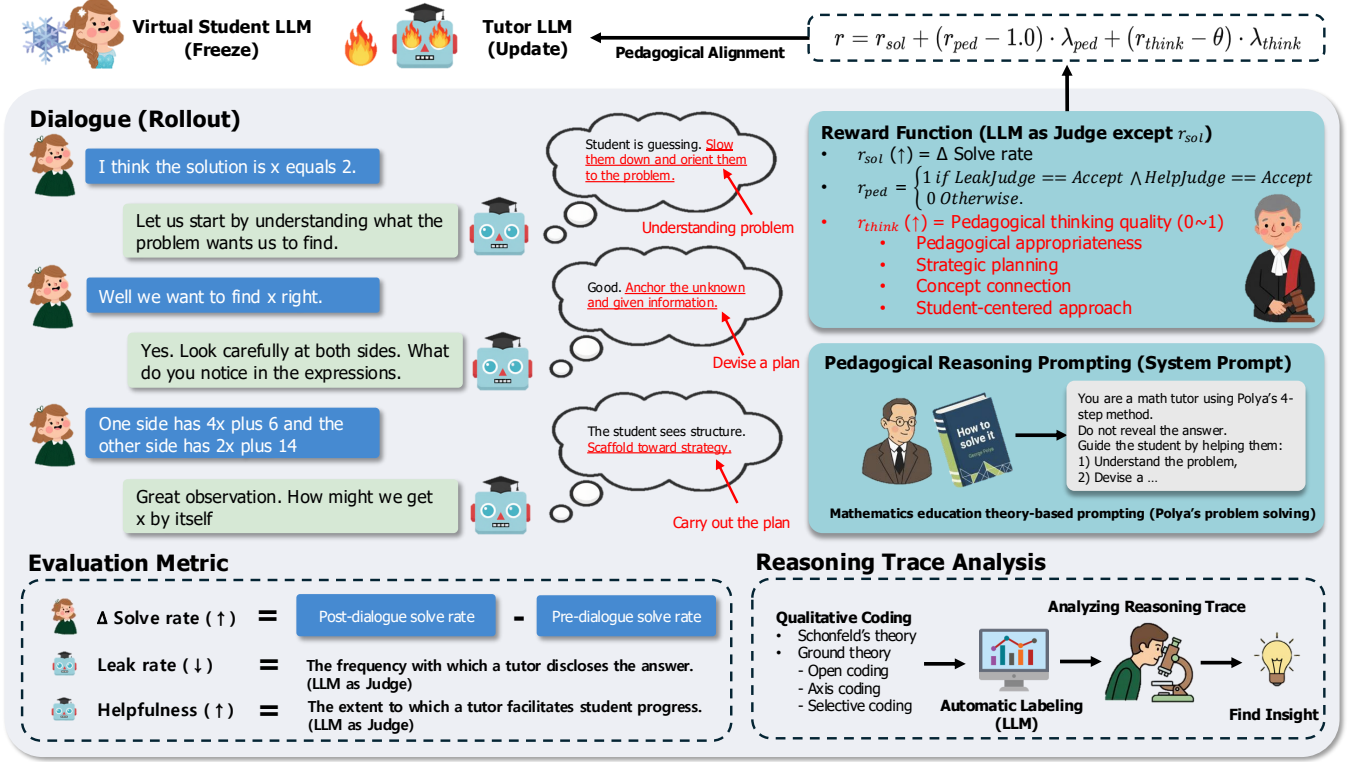 Virtual Student LLM
(Freeze)
Tutor LLM
(Update)
Pedagogical Alignment
r = r_sol + (r_ped − 1.0) · λ_ped + (r_think − θ) · λ_think
Dialogue (Rollout)
I think the solution is x equals 2.
Let us start by understanding what the
problem wants us to find.
Well we want to find x right.
Yes. Look carefully at both sides. What
do you notice in the expressions.
One side has 4x plus 6 and the
other side has 2x plus 14
Great observation. How might we get
x by itself
Student is guessing. Slow
them down and orient them
to the problem.
Understanding problem
Good. Anchor the unknown
and given information.
Devise a plan
The student sees structure.
Scaffold toward strategy.
Carry out the plan
Reward Function (LLM as Judge except r_sol)
• r_sol (↑) = Δ Solve rate
• r_ped = {1 if LeakJudge == Accept ∧ HelpJudge == Accept
0 Otherwise.
• r_think (↑) = Pedagogical thinking quality (0~1)
• Pedagogical appropriateness
• Strategic planning
• Concept connection
• Student-centered approach
Pedagogical Reasoning Prompting (System Prompt)
How to
solve it
George Polya
You are a math tutor using Polya's 4-
step method.
Do not reveal the answer.
Guide the student by helping them:
1) Understand the problem,
2) Devise a ...
Mathematics education theory-based prompting (Polya's problem solving)
Evaluation Metric
Δ Solve rate (↑) = Post-dialogue solve rate - Pre-dialogue solve rate
Leak rate (↓) = The frequency with which a tutor discloses the answer.
(LLM as Judge)
Helpfulness (↑) = The extent to which a tutor facilitates student progress.
(LLM as Judge)
Reasoning Trace Analysis
Qualitative Coding
• Schonfeld's theory
• Ground theory
- Open coding
- Axis coding
- Selective coding
Automatic Labeling
(LLM)
Analyzing Reasoning Trace
Find Insight